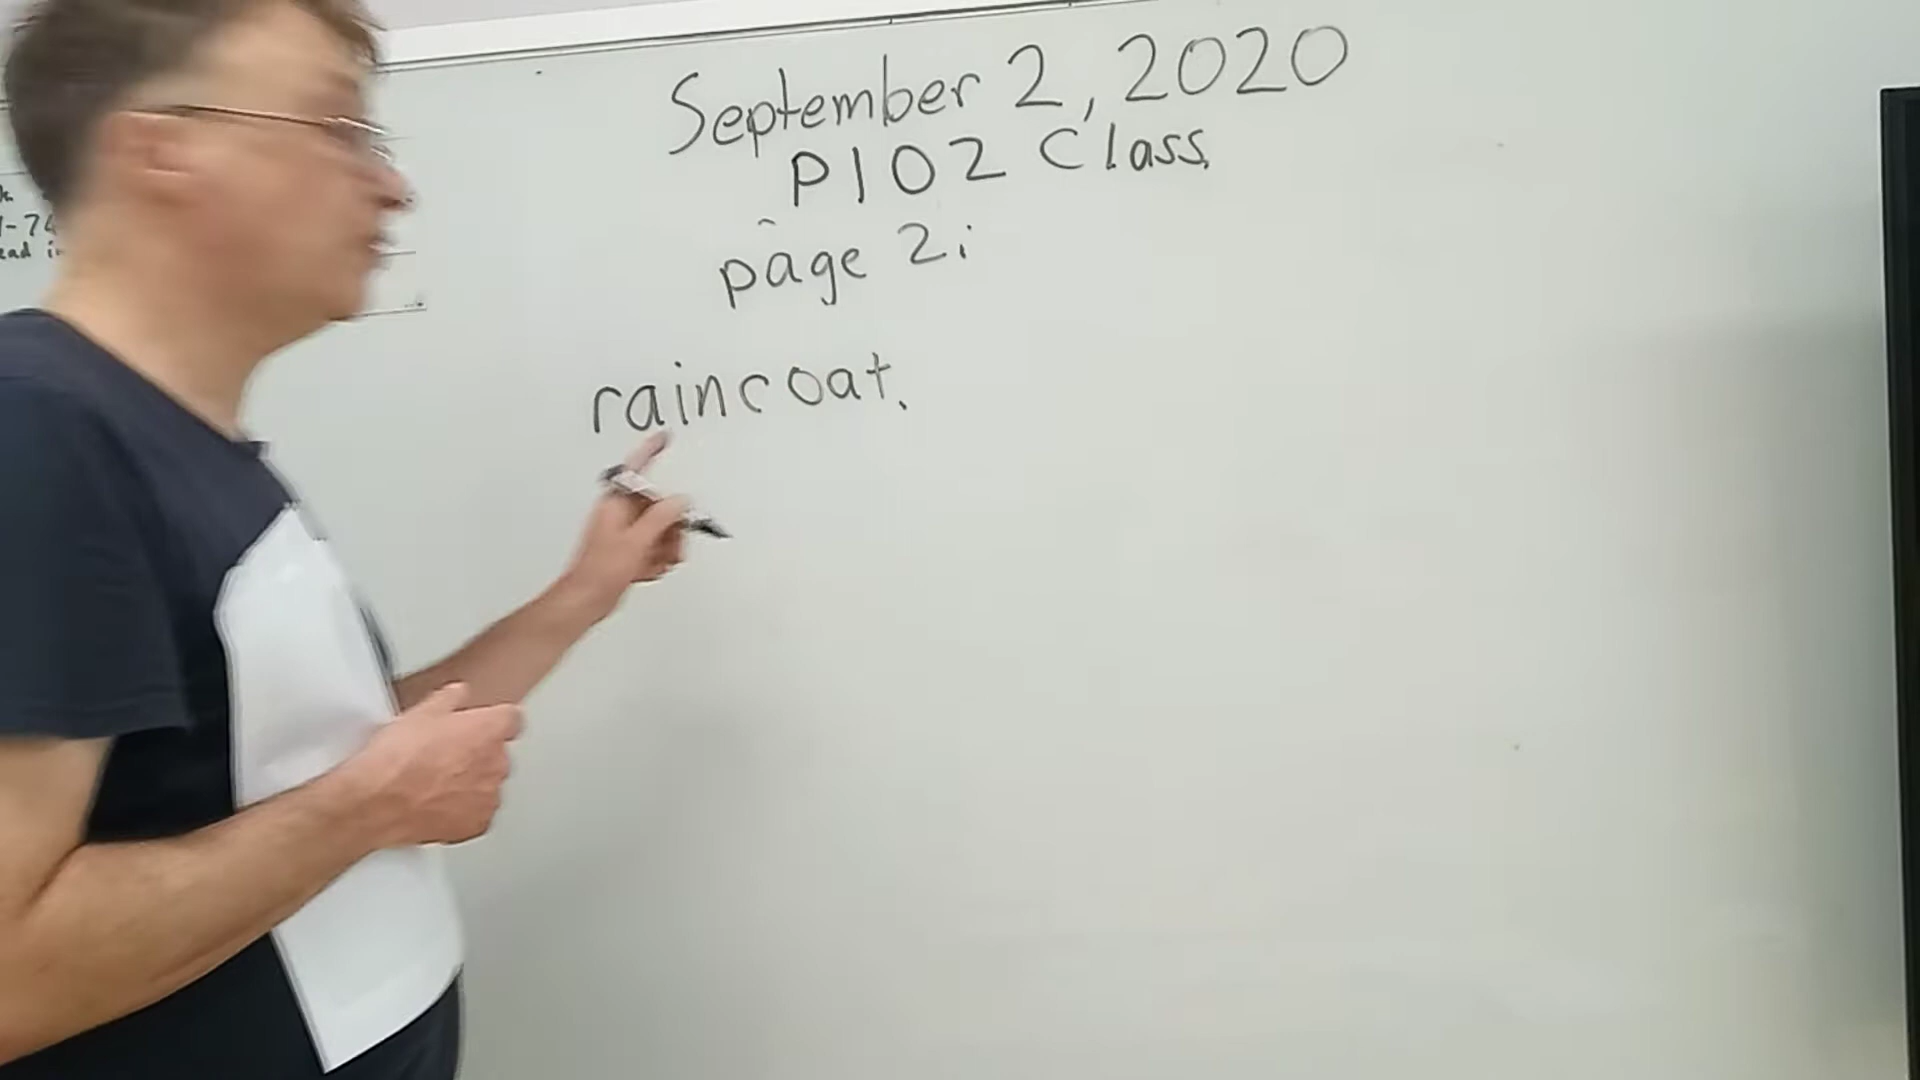 September 2, 2020
P102 Class
page 2:
raincoat.